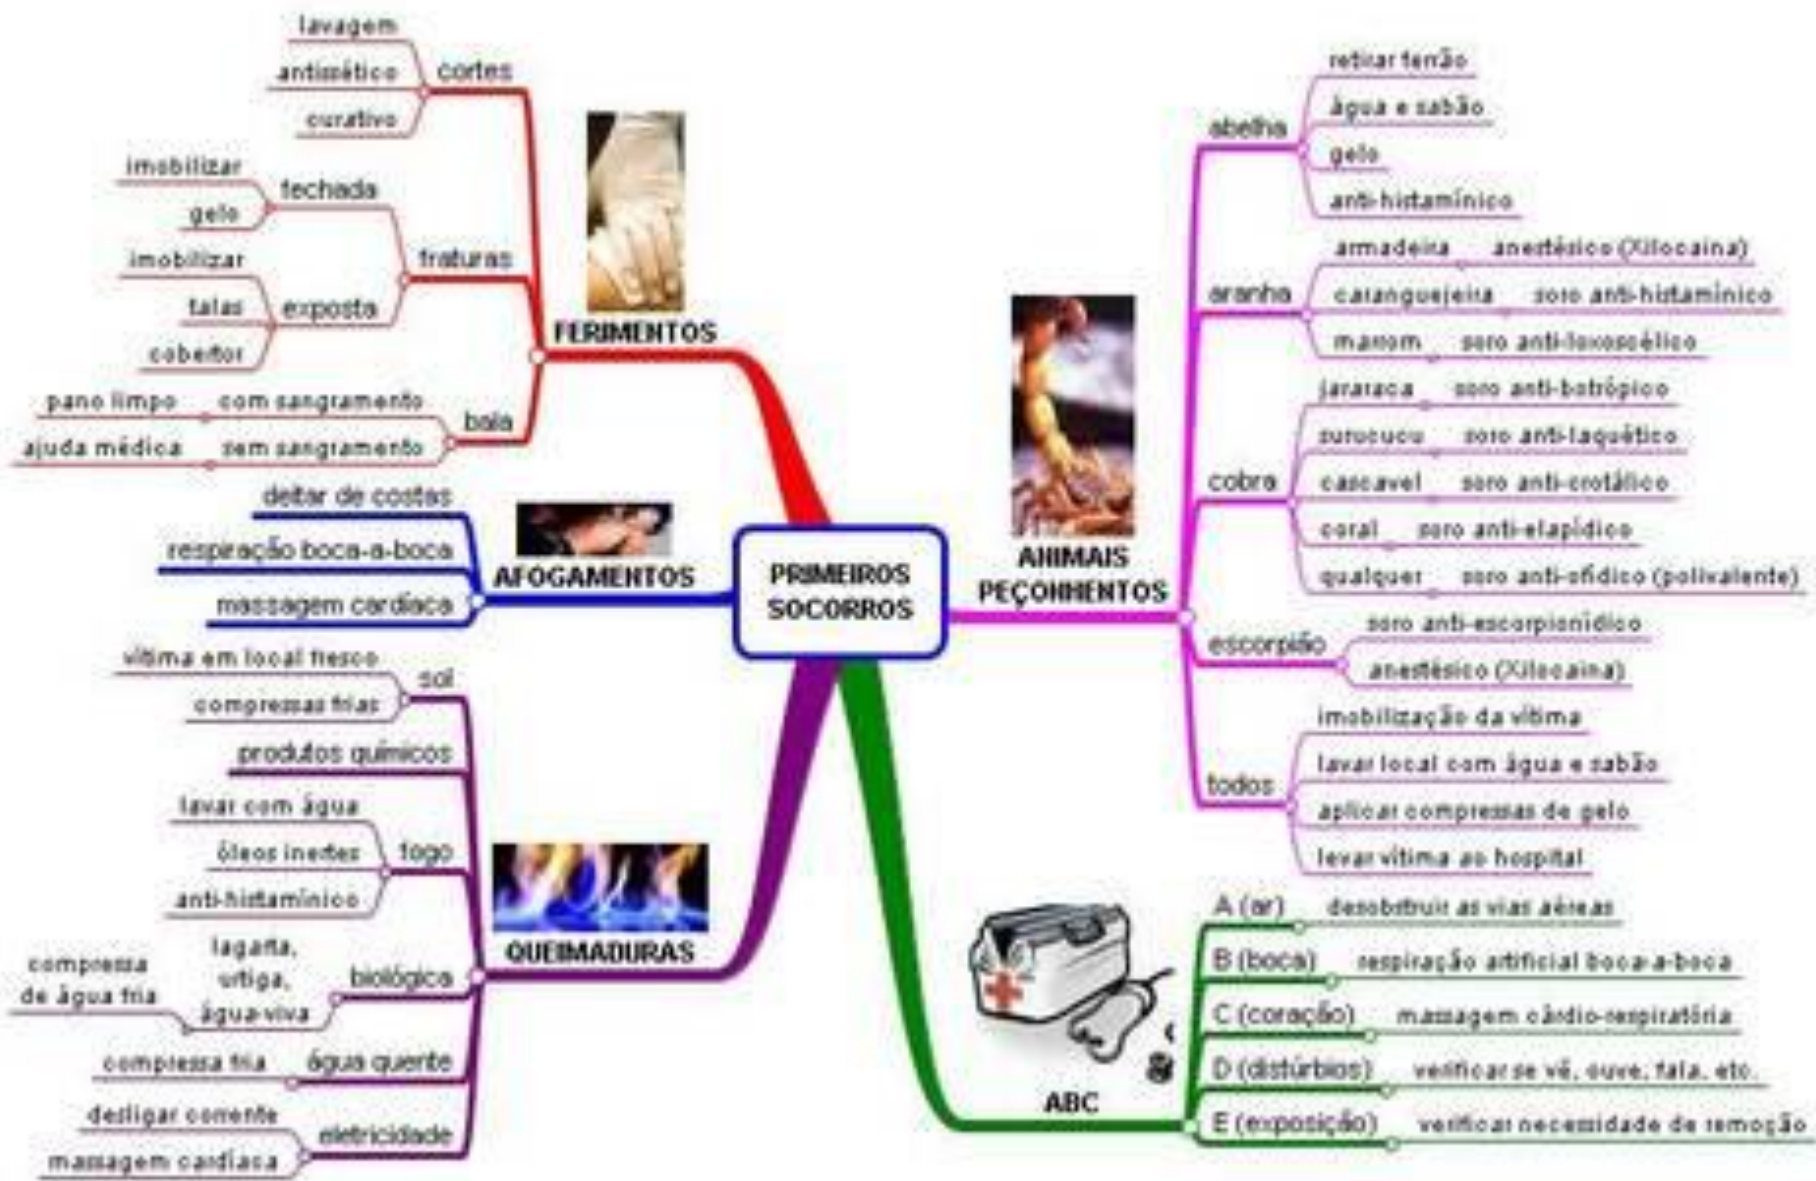 PRIMEIROS
SOCORROS
FERIMENTOS
cortes
lavagem
antissético
curativo
fraturas
fechada
imobilizar
gelo
exposta
imobilizar
talas
cobertor
bala
com sangramento
pano limpo
sem sangramento
ajuda médica
AFOGAMENTOS
deitar de costas
respiração boca-a-boca
massagem cardíaca
QUEIMADURAS
sol
vítima em local fresco
compressas frias
produtos químicos
fogo
lavar com água
óleos inertes
anti-histamínico
biológica
lagarta,
urtiga,
água-viva
compressa
de água fria
água quente
compressa fria
eletricidade
desligar corrente
massagem cardíaca
ANIMAIS
PEÇONHENTOS
abelha
retirar ferrão
água e sabão
gelo
anti-histamínico
aranha
armadeira
anestésico (Xilocaina)
caranguejeira
soro anti-histamínico
marrom
soro anti-loxoscélico
cobra
jararaca
soro anti-botrópico
surucucu
soro anti-laquético
cascavel
soro anti-crotálico
coral
soro anti-elapídico
qualquer
soro anti-ofídico (polivalente)
escorpião
soro anti-escorpionídico
anestésico (Xilocaina)
todos
imobilização da vítima
lavar local com água e sabão
aplicar compressas de gelo
levar vítima ao hospital
ABC
A (ar)
desobstruir as vias aéreas
B (boca)
respiração artificial boca-a-boca
C (coração)
massagem cárdio-respiratória
D (distúrbios)
verificar se vê, ouve, fala, etc.
E (exposição)
verificar necessidade de remoção